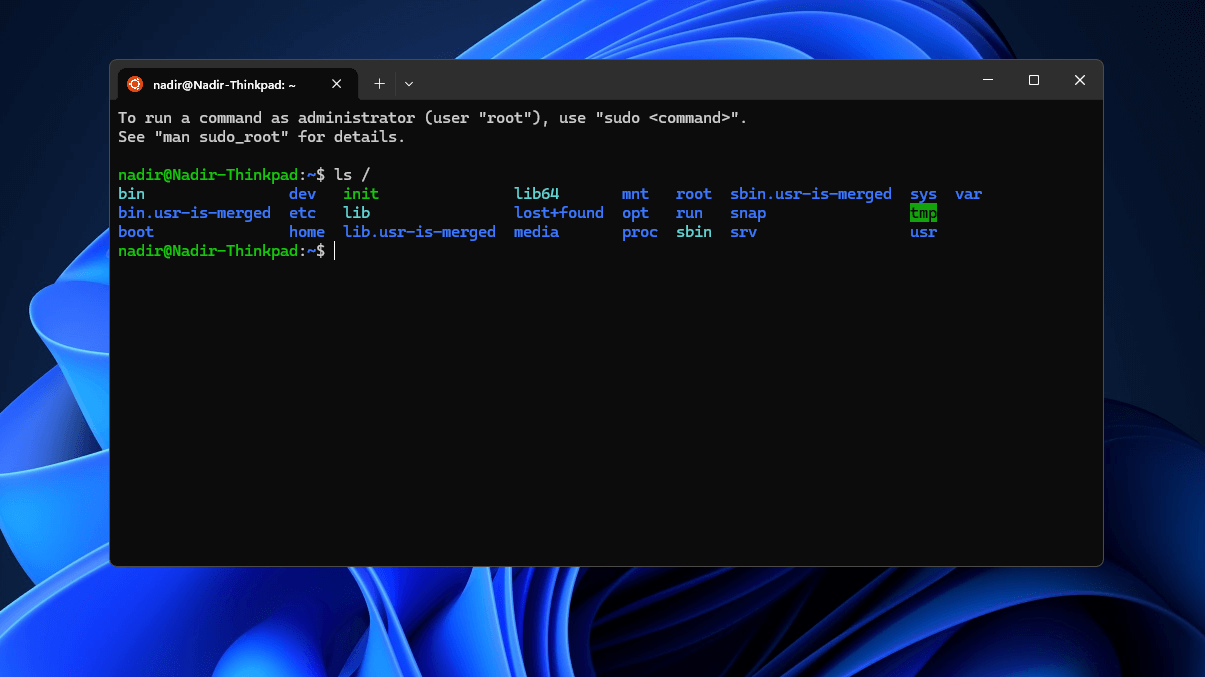 nadir@Nadir-Thinkpad: ~
To run a command as administrator (user "root"), use "sudo <command>".
See "man sudo_root" for details.
nadir@Nadir-Thinkpad:~$ ls /
bin dev init lib64 mnt root sbin.usr-is-merged sys var
bin.usr-is-merged etc lib lost+found opt run snap tmp
boot home lib.usr-is-merged media proc sbin srv usr
nadir@Nadir-Thinkpad:~$